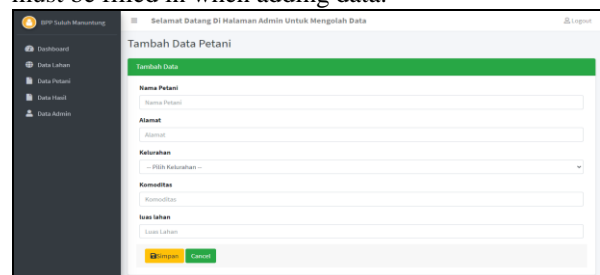 must be filled in when adding data.
BPP Suluh Manuntung
Selamat Datang Di Halaman Admin Untuk Mengolah Data
Logout
Dashboard
Data Lahan
Data Petani
Data Hasil
Data Admin
Tambah Data Petani
Tambah Data
Nama Petani
Nama Petani
Alamat
Alamat
Kelurahan
-- Pilih Kelurahan --
Komoditas
Komoditas
luas lahan
Luas Lahan
Simpan Cancel